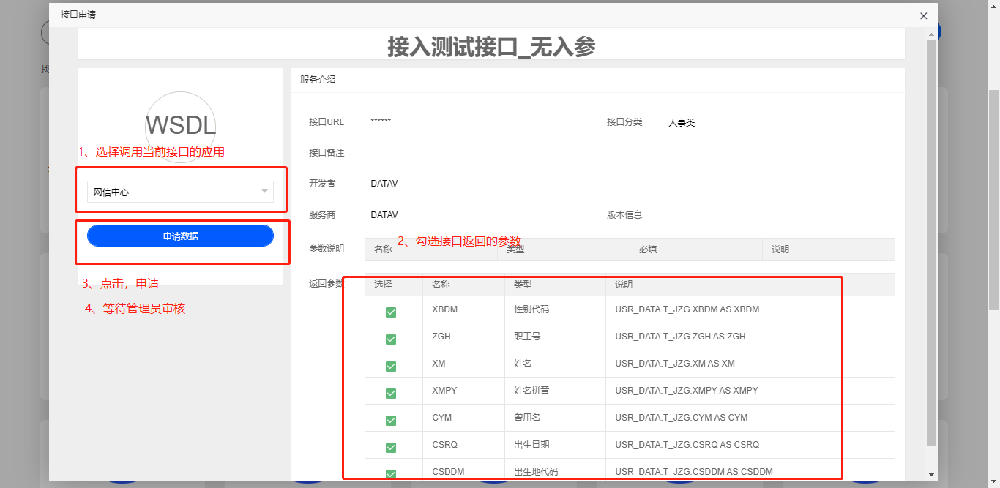 接口申请
接入测试接口_无入参
找
WSDL
1、选择调用当前接口的应用
网信中心
申请数据
3、点击，申请
4、等待管理员审核
服务介绍
接口URL ****** 接口分类 人事类
接口备注
开发者 DATAV
服务商 DATAV 版本信息
2、勾选接口返回的参数
参数说明 名称 类型 必填 说明
返回参数 选择 名称 类型 说明
XBDM 性别代码 USR_DATA.T_JZG.XBDM AS XBDM
ZGH 职工号 USR_DATA.T_JZG.ZGH AS ZGH
XM 姓名 USR_DATA.T_JZG.XM AS XM
XMPY 姓名拼音 USR_DATA.T_JZG.XMPY AS XMPY
CYM 曾用名 USR_DATA.T_JZG.CYM AS CYM
CSRQ 出生日期 USR_DATA.T_JZG.CSRQ AS CSRQ
CSDDM 出生地代码 USR_DATA.T_JZG.CSDDM AS CSDDM